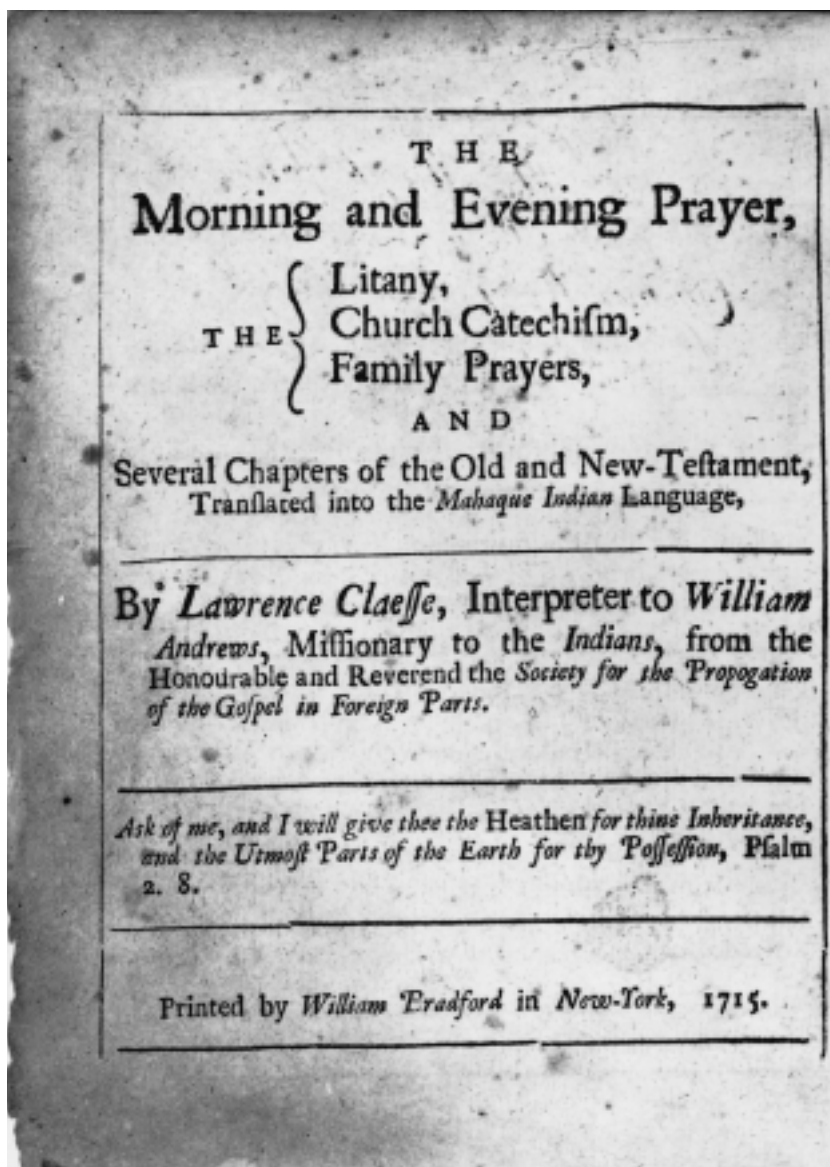 THE
Morning and Evening Prayer,
Litany,
THE Church Catechiſm,
Family Prayers,
AND
Several Chapters of the Old and New-Teſtament,
Tranſlated into the Mahaque Indian Language,
By Lawrence Claeſſe, Interpreter to William
Andrews, Miſſionary to the Indians, from the
Honourable and Reverend the Society for the Propogation
of the Goſpel in Foreign Parts.
Ask of me, and I will give thee the Heathen for thine Inheritance,
and the Utmoſt Parts of the Earth for thy Poſſeſſion, Pſalm
2. 8.
Printed by William Bradford in New-York, 1715.